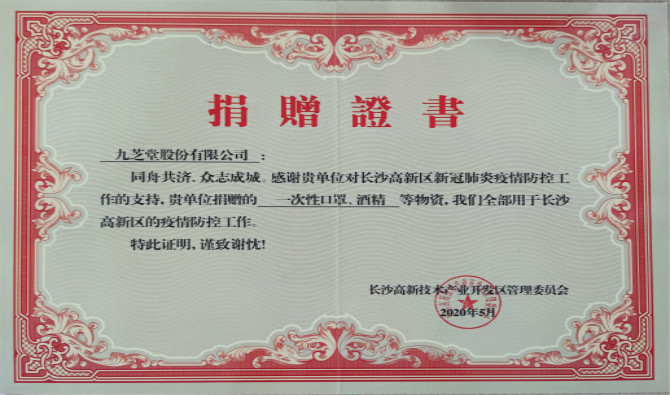 捐贈證書
九芝堂股份有限公司：
同舟共济、众志成城。感谢贵单位对长沙高新区新冠肺炎疫情防控工
作的支持，贵单位捐赠的 一次性口罩、酒精 等物资，我们全部用于长沙
高新区的疫情防控工作。
特此证明，谨致谢忱!
长沙高新技术产业开发区管理委员会
2020年5月